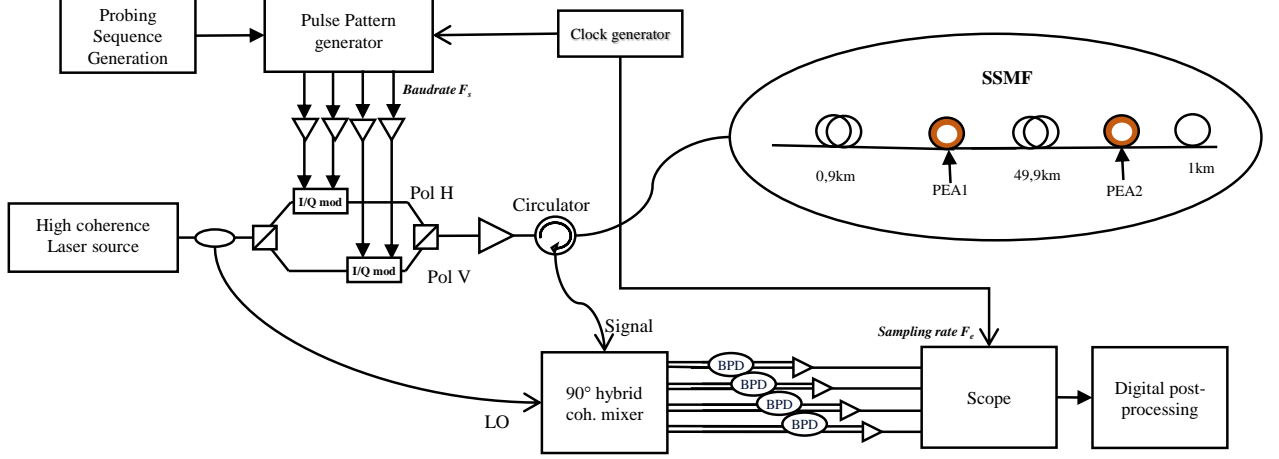 Probing
Sequence
Generation
Pulse Pattern
generator
Clock generator
Baudrate Fs
SSMF
0,9km
PEA1
49,9km
PEA2
1km
High coherence
Laser source
I/Q mod
Pol H
I/Q mod
Pol V
Circulator
Signal
LO
90° hybrid
coh. mixer
BPD
BPD
BPD
BPD
Sampling rate Fe
Scope
Digital post-
processing